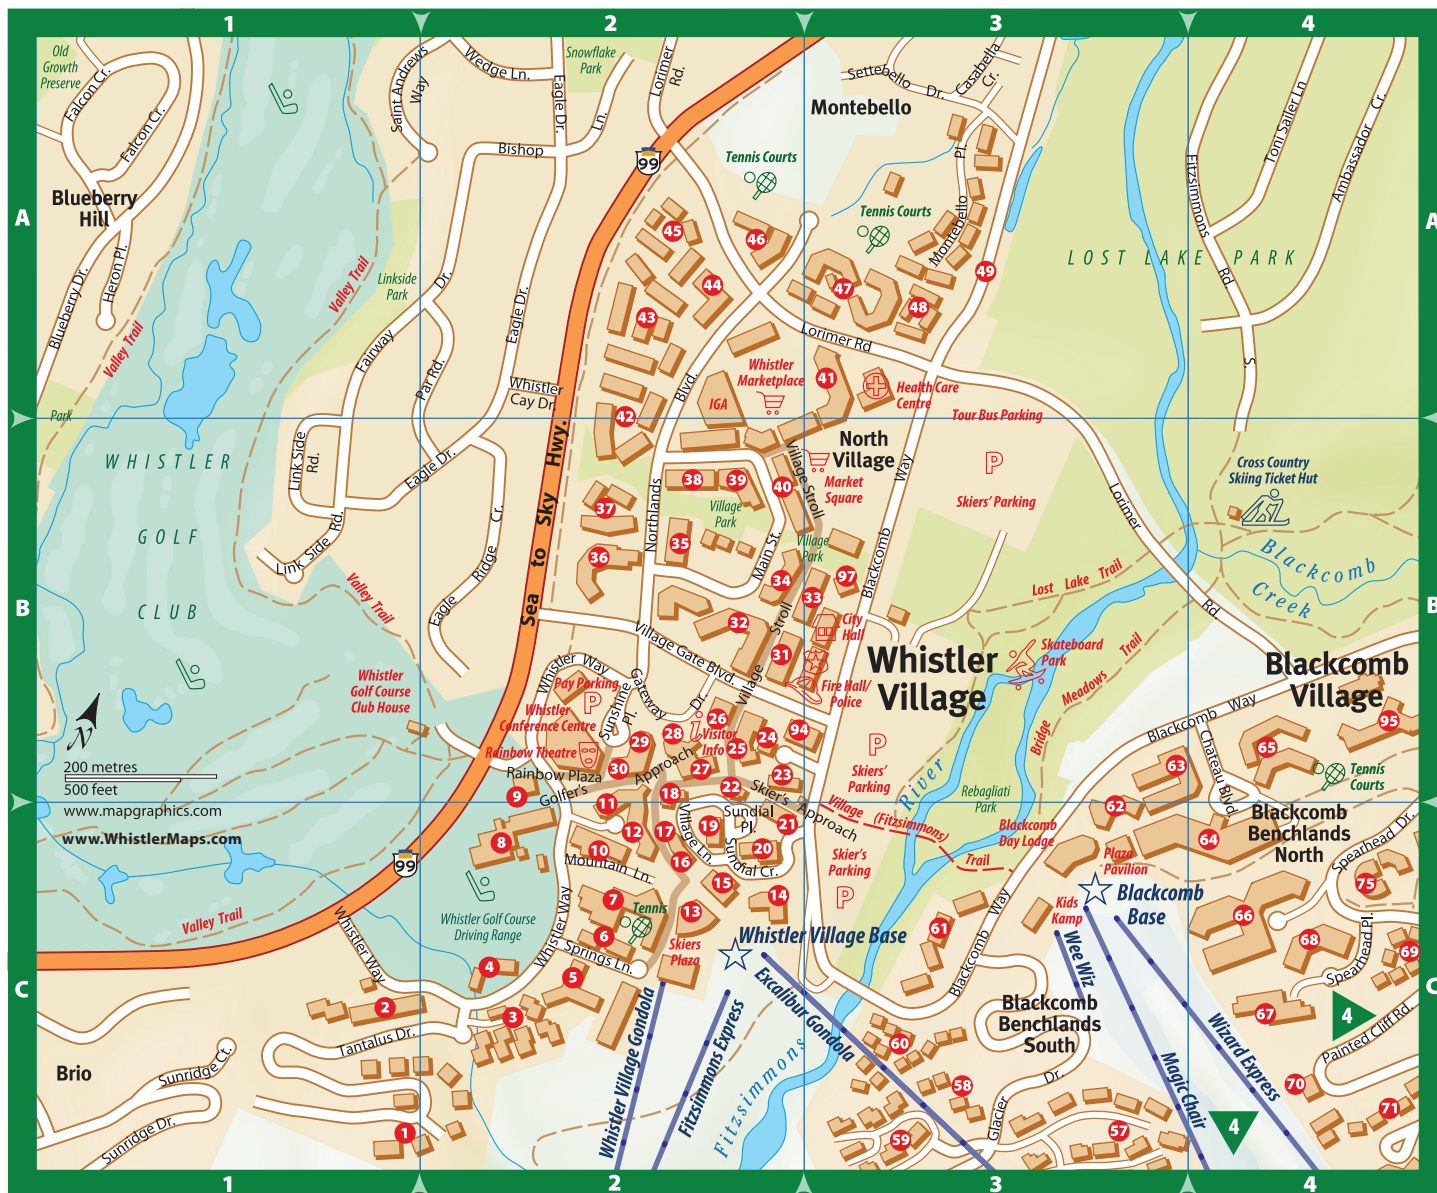 1
2
3
4
A
A
B
B
C
C
1
2
3
4
Old
Growth
Preserve
Falcon Cr.
Falcon Cr.
Blueberry
Hill
Heron Pl.
Blueberry Dr.
Valley Trail
Park
Saint Andrews
Way
Wedge Ln.
Eagle Dr.
Snowflake
Park
Lorimer
Rd.
Bishop
Ln.
99
Valley Trail
Linkside
Park
Dr.
Fairway
Par Rd.
Eagle Dr.
Whistler
Cay Dr.
Settebello
Dr.
Casabella
Cr.
Montebello
Tennis Courts
Tennis Courts
Pl.
Montebello
45
46
44
43
47
48
49
LOST LAKE PARK
Fitzsimmons
Rd.
S.
Toni Sailer Ln
Ambassador
Cr.
Lorimer Rd
Whistler
Marketplace
41
Health Care
Centre
IGA
Blvd.
42
Tour Bus Parking
WHISTLER
GOLF
CLUB
Link Side
Rd.
Eagle Dr.
Link Side
Rd.
Sea to Sky Hwy.
Cr.
Ridge
Eagle
Valley Trail
Northlands
38
39
40
Village
Park
37
35
36
Main St.
Village Stroll
North
Village
Market
Square
Way
P
Skiers' Parking
Village
Park
34
97
33
Blackcomb
Lorimer
Rd.
Cross Country
Skiing Ticket Hut
Lost Lake Trail
Blackcomb
Creek
32
City
Hall
31
Stroll
Village
Village Gate Blvd.
Fire Hall/
Police
Whistler
Village
Skateboard
Park
Bridge Meadows Trail
Blackcomb
Village
Whistler
Golf Course
Club House
Whistler Way
Pay Parking
P
Gateway
Dr.
Sunshine
Pl.
Whistler
Conference Centre
Rainbow Theatre
Rainbow Plaza
i
Visitor
Info
26
28
25
24
94
29
30
27
23
22
Golfer's
Approach
Skier's
Approach
P
Skiers'
Parking
River
Rebagliati
Park
Blackcomb Way
Chateau Blvd.
65
95
63
62
64
Tennis
Courts
Blackcomb
Benchlands
North
N
200 metres
500 feet
www.mapgraphics.com
www.WhistlerMaps.com
99
Valley Trail
9
8
11
18
12
17
10
19
20
21
16
15
14
13
7
6
Sundial
Pl.
Sundial Cr.
Village Ln.
Mountain Ln.
Village (Fitzsimmons) Trail
Blackcomb
Day Lodge
Plaza
Pavilion
Skier's
Parking
P
Kids
Kamp
Blackcomb
Base
Spearhead Dr.
75
66
68
69
Spearhead Pl.
Whistler Golf Course
Driving Range
Tennis
Skiers
Plaza
Whistler Village Base
61
Blackcomb
Way
Wee Wiz
Whistler Way
Whistler Way
Springs Ln.
4
5
2
3
Tantalus Dr.
Brio
Sunridge Ct.
Sunridge Dr.
1
Whistler Village Gondola
Fitzsimmons Express
Excalibur Gondola
Fitzsimmons
Blackcomb
Benchlands
South
60
58
59
57
Glacier
Dr.
Magic Chair
Wizard Express
67
4
4
Painted Cliff Rd.
70
71